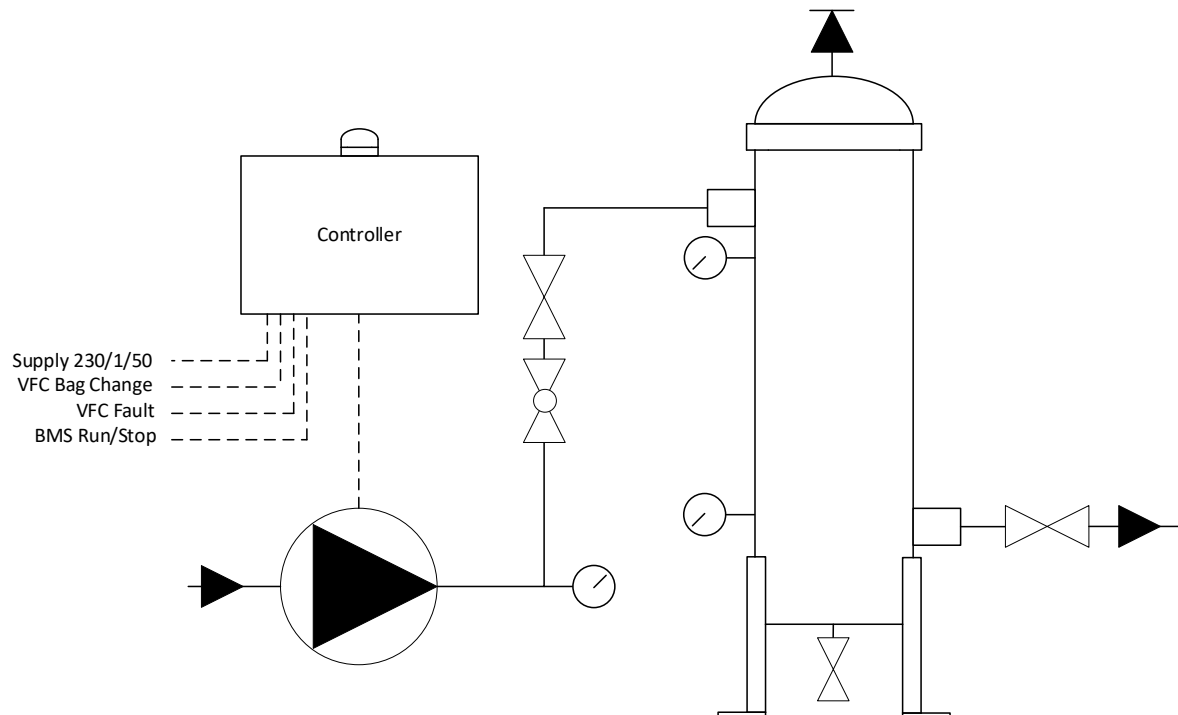 Controller
Supply 230/1/50
VFC Bag Change
VFC Fault
BMS Run/Stop